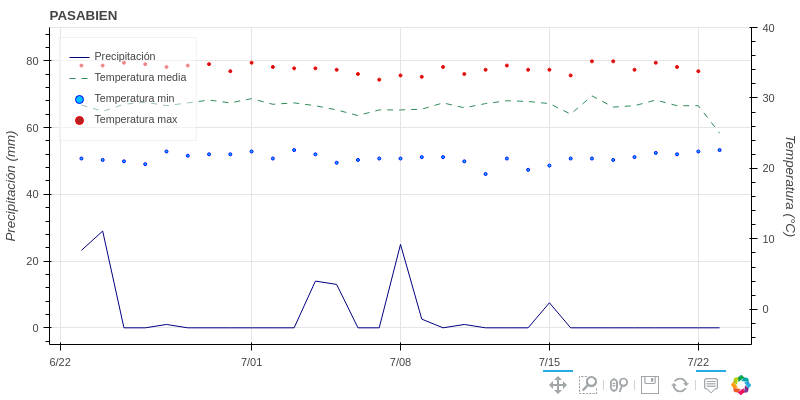 PASABIEN
Precipitación
Temperatura media
Temperatura min
Temperatura max
Precipitación (mm)
80
60
40
20
0
Temperatura (°C)
40
30
20
10
0
6/22
7/01
7/08
7/15
7/22